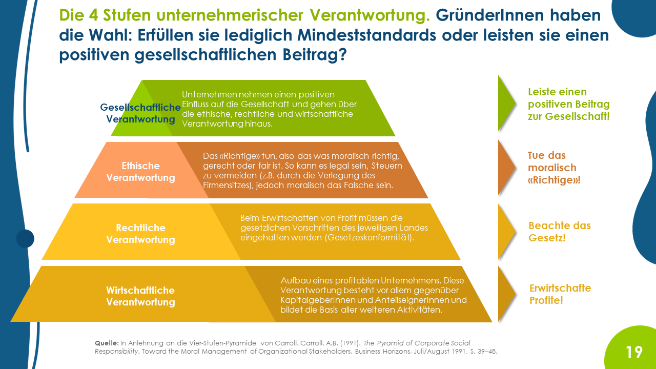 Die 4 Stufen unternehmerischer Verantwortung. GründerInnen haben
die Wahl: Erfüllen sie lediglich Mindeststandards oder leisten sie einen
positiven gesellschaftlichen Beitrag?
Gesellschaftliche
Verantwortung
Unternehmen nehmen einen positiven
Einfluss auf die Gesellschaft und gehen über
die ethische, rechtliche und wirtschaftliche
Verantwortung hinaus.
Leiste einen
positiven Beitrag
zur Gesellschaft!
Ethische
Verantwortung
Das «Richtige» tun, also das was moralisch richtig,
gerecht oder fair ist. So kann es legal sein, Steuern
zu vermeiden (z.B. durch die Verlegung des
Firmensitzes), jedoch moralisch das Falsche sein.
Tue das
moralisch
«Richtige»!
Rechtliche
Verantwortung
Beim Erwirtschaften von Profit müssen die
gesetzlichen Vorschriften des jeweiligen Landes
eingehalten werden (Gesetzeskonformität).
Beachte das
Gesetz!
Wirtschaftliche
Verantwortung
Aufbau eines profitablen Unternehmens. Diese
Verantwortung besteht vor allem gegenüber
KapitalgeberInnen und AnteilseignerInnen und
bildet die Basis aller weiteren Aktivitäten.
Erwirtschafte
Profite!
Quelle: In Anlehnung an die Vier-Stufen-Pyramide von Carroll. Carroll, A.B. (1991). The Pyramid of Corporate Social
Responsibility. Toward the Moral Management of Organizational Stakeholders. Business Horizons. Juli/August 1991. S. 39-48.
19